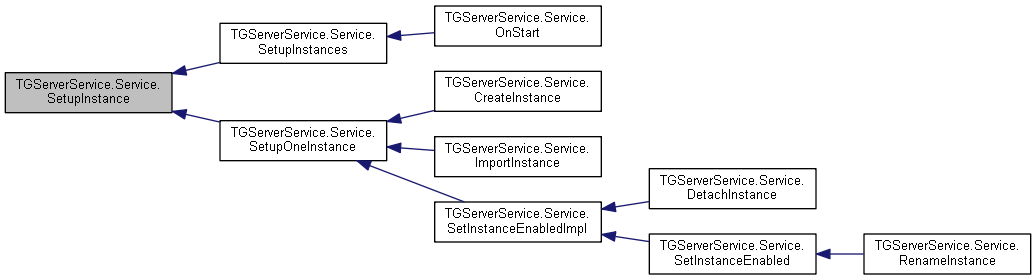 TGServerService.Service.
SetupInstance
TGServerService.Service.
SetupInstances
TGServerService.Service.
OnStart
TGServerService.Service.
SetupOneInstance
TGServerService.Service.
CreateInstance
TGServerService.Service.
ImportInstance
TGServerService.Service.
SetInstanceEnabledImpl
TGServerService.Service.
DetachInstance
TGServerService.Service.
SetInstanceEnabled
TGServerService.Service.
RenameInstance